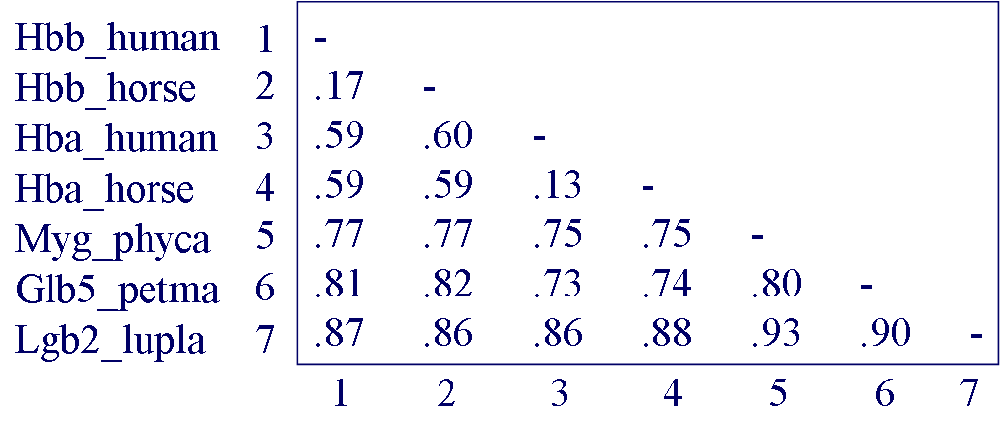 Hbb_human 1 -
Hbb_horse 2 .17 -
Hba_human 3 .59 .60 -
Hba_horse 4 .59 .59 .13 -
Myg_phyca 5 .77 .77 .75 .75 -
Glb5_petma 6 .81 .82 .73 .74 .80 -
Lgb2_lupla 7 .87 .86 .86 .88 .93 .90 -
1 2 3 4 5 6 7